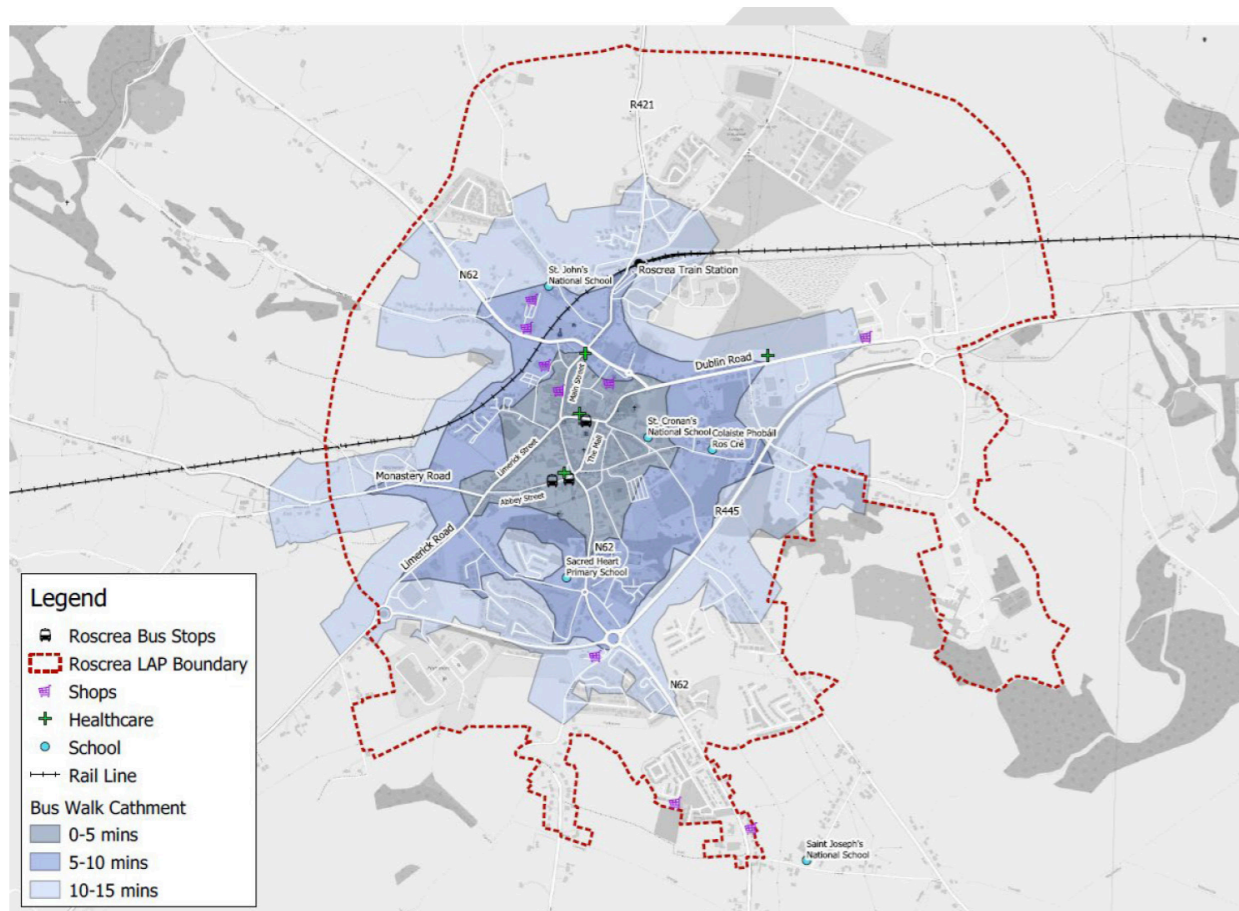 R421
N62
St. John's
National School
Roscrea Train Station
Dublin Road
Main Street
St. Cronan's
National School
Colaiste Phobáil
Ros Cré
The Mall
Limerick Street
Monastery Road
Abbey Street
R445
Limerick Road
N62
Sacred Heart
Primary School
N62
Saint Joseph's
National School
Legend
Roscrea Bus Stops
Roscrea LAP Boundary
Shops
Healthcare
School
Rail Line
Bus Walk Cathment
0-5 mins
5-10 mins
10-15 mins